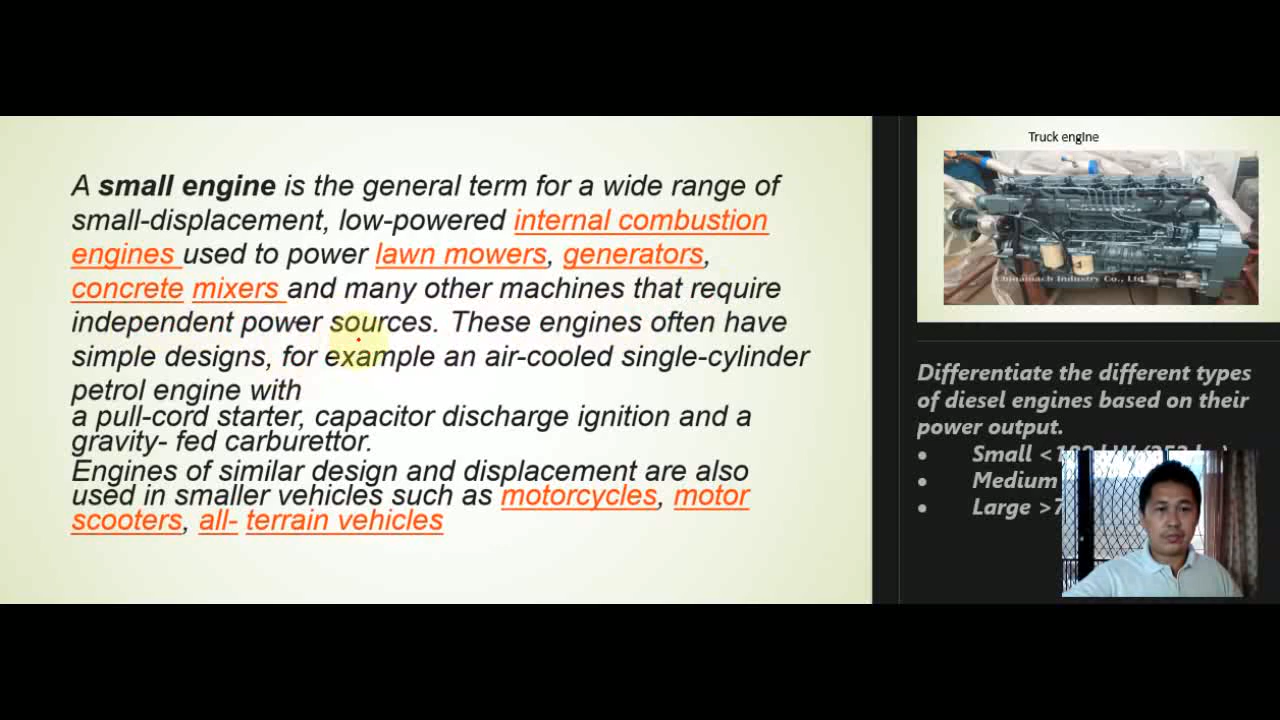 A small engine is the general term for a wide range of
small-displacement, low-powered internal combustion
engines used to power lawn mowers, generators,
concrete mixers and many other machines that require
independent power sources. These engines often have
simple designs, for example an air-cooled single-cylinder
petrol engine with
a pull-cord starter, capacitor discharge ignition and a
gravity- fed carburettor.
Engines of similar design and displacement are also
used in smaller vehicles such as motorcycles, motor
scooters, all- terrain vehicles
Truck engine
Chinamach Industry Co., Ltd
Differentiate the different types
of diesel engines based on their
power output.
• Small <
• Medium
• Large >7